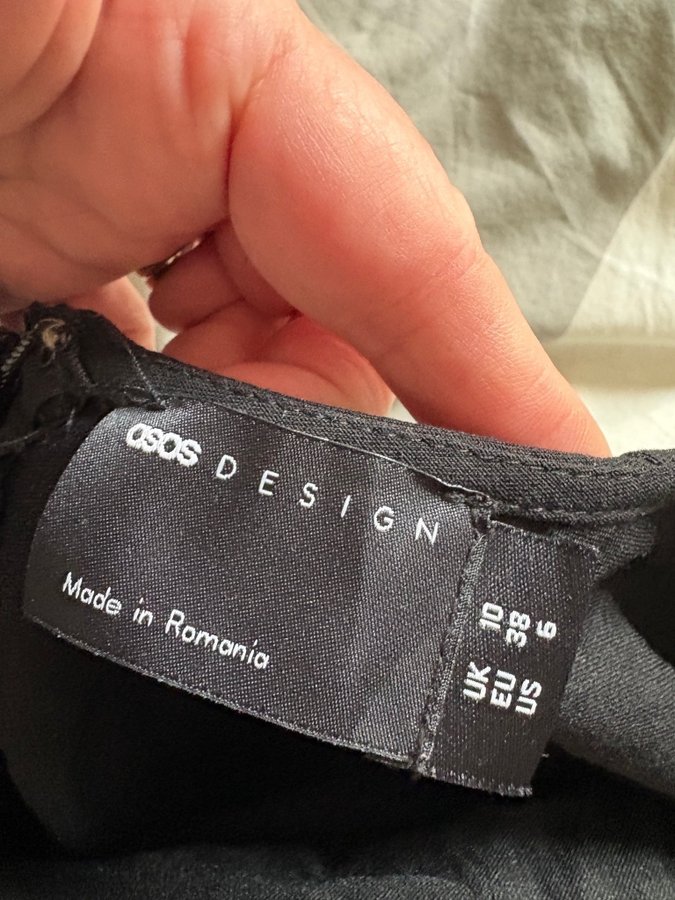 asos DESIGN
Made in Romania
UK 10
EU 38
US 6